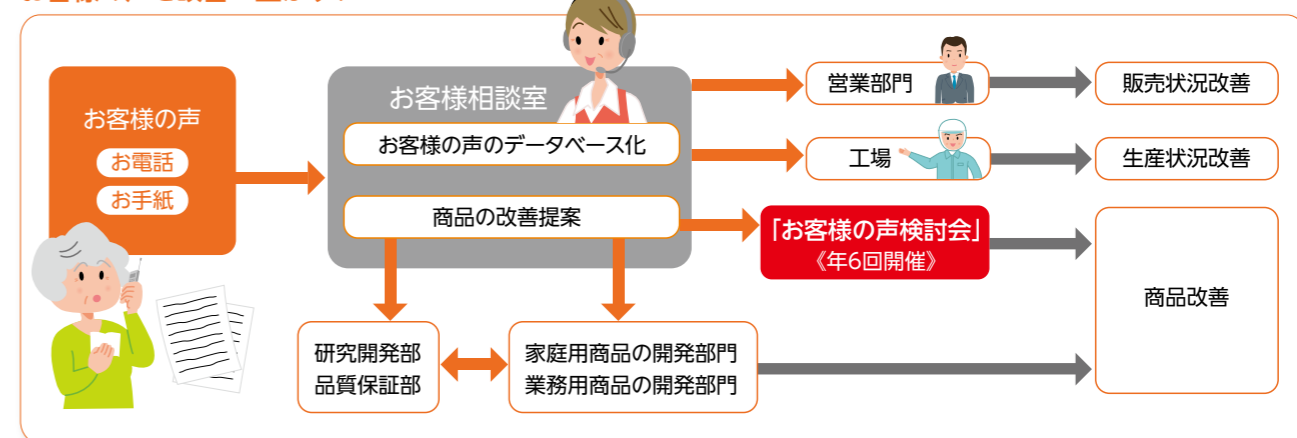 お客様の声
お電話
お手紙
お客様相談室
お客様の声のデータベース化
商品の改善提案
営業部門
販売状況改善
工場
生産状況改善
「お客様の声検討会」
《年6回開催》
商品改善
研究開発部
品質保証部
家庭用商品の開発部門
業務用商品の開発部門